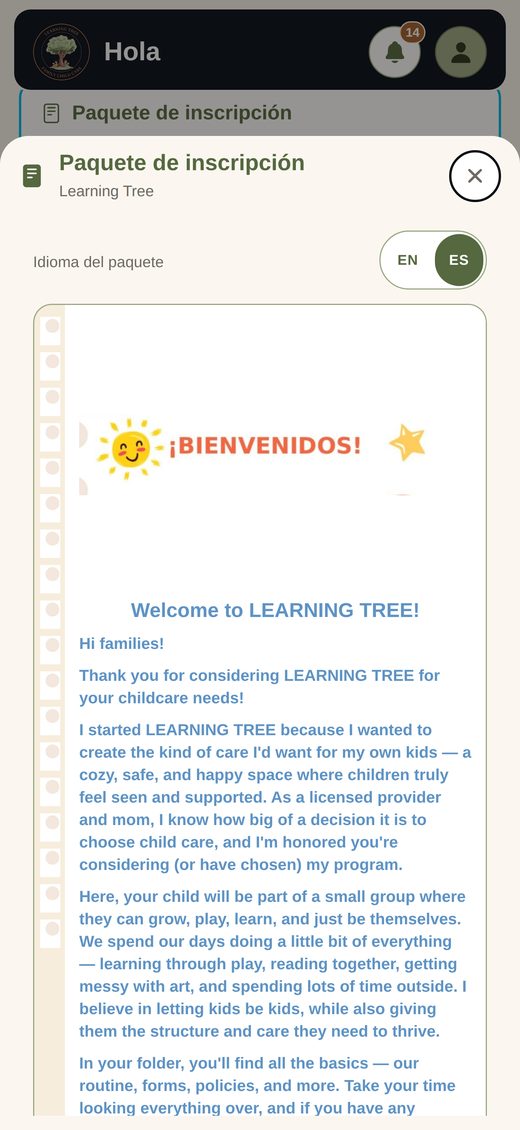 LEARNING TREE
FAMILY CHILD CARE
Hola
14
Paquete de inscripción
Paquete de inscripción
Learning Tree
Idioma del paquete
EN
ES
¡BIENVENIDOS!
Welcome to LEARNING TREE!
Hi families!
Thank you for considering LEARNING TREE for
your childcare needs!
I started LEARNING TREE because I wanted to
create the kind of care I'd want for my own kids — a
cozy, safe, and happy space where children truly
feel seen and supported. As a licensed provider
and mom, I know how big of a decision it is to
choose child care, and I'm honored you're
considering (or have chosen) my program.
Here, your child will be part of a small group where
they can grow, play, learn, and just be themselves.
We spend our days doing a little bit of everything
— learning through play, reading together, getting
messy with art, and spending lots of time outside. I
believe in letting kids be kids, while also giving
them the structure and care they need to thrive.
In your folder, you'll find all the basics — our
routine, forms, policies, and more. Take your time
looking everything over, and if you have any